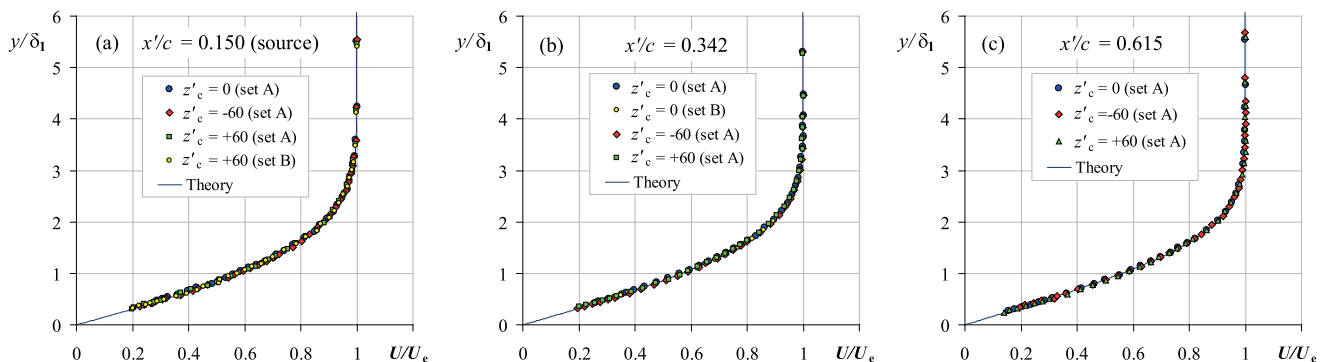 y/δ₁
(a) x'/c = 0.150 (source)
z'c = 0 (set A)
z'c = -60 (set A)
z'c = +60 (set A)
z'c = +60 (set B)
Theory
6
5
4
3
2
1
0
0 0.2 0.4 0.6 0.8 1 U/Ue
y/δ₁
(b) x'/c = 0.342
z'c = 0 (set A)
z'c = 0 (set B)
z'c = -60 (set A)
z'c = +60 (set A)
Theory
6
5
4
3
2
1
0
0 0.2 0.4 0.6 0.8 1 U/Ue
y/δ₁
(c) x'/c = 0.615
z'c = 0 (set A)
z'c =-60 (set A)
z'c = +60 (set A)
Theory
6
5
4
3
2
1
0
0 0.2 0.4 0.6 0.8 1 U/Ue